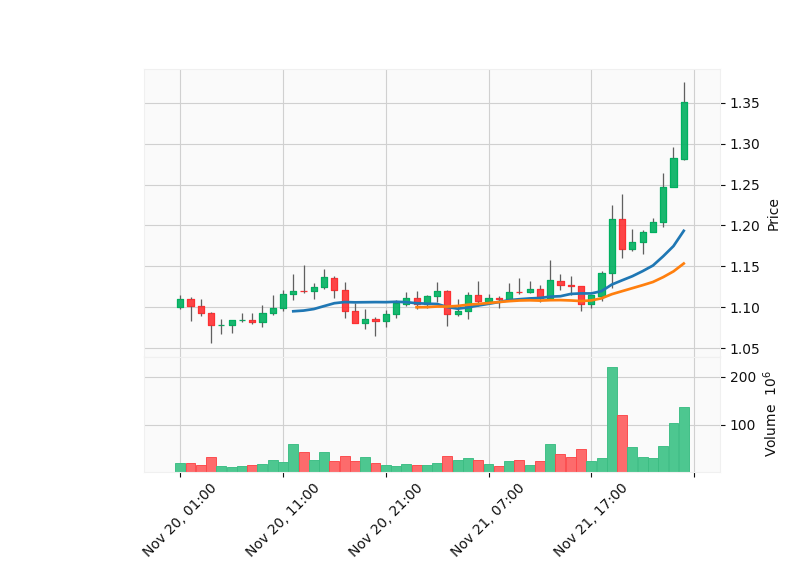 1.35
1.30
1.25
1.20
1.15
1.10
1.05
Price
200
100
Volume 10^6
Nov 20, 01:00
Nov 20, 11:00
Nov 20, 21:00
Nov 21, 07:00
Nov 21, 17:00